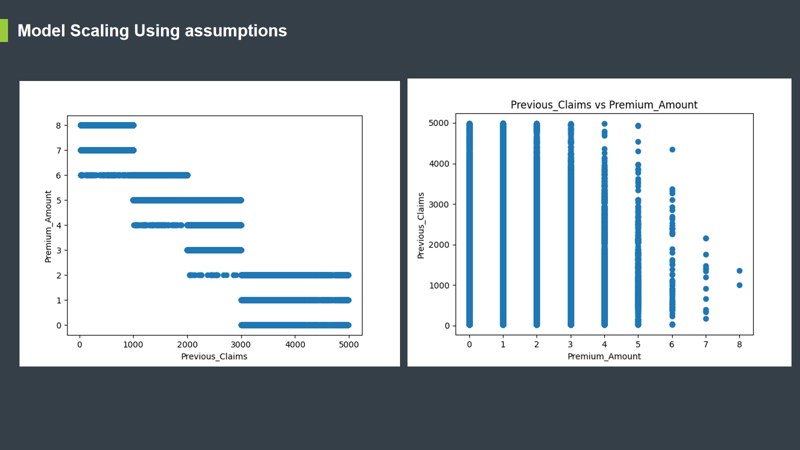 Model Scaling Using assumptions
8
7
6
5
4
3
2
1
0
Premium_Amount
0 1000 2000 3000 4000 5000
Previous_Claims
Previous_Claims vs Premium_Amount
5000
4000
3000
2000
1000
0
Previous_Claims
0 1 2 3 4 5 6 7 8
Premium_Amount